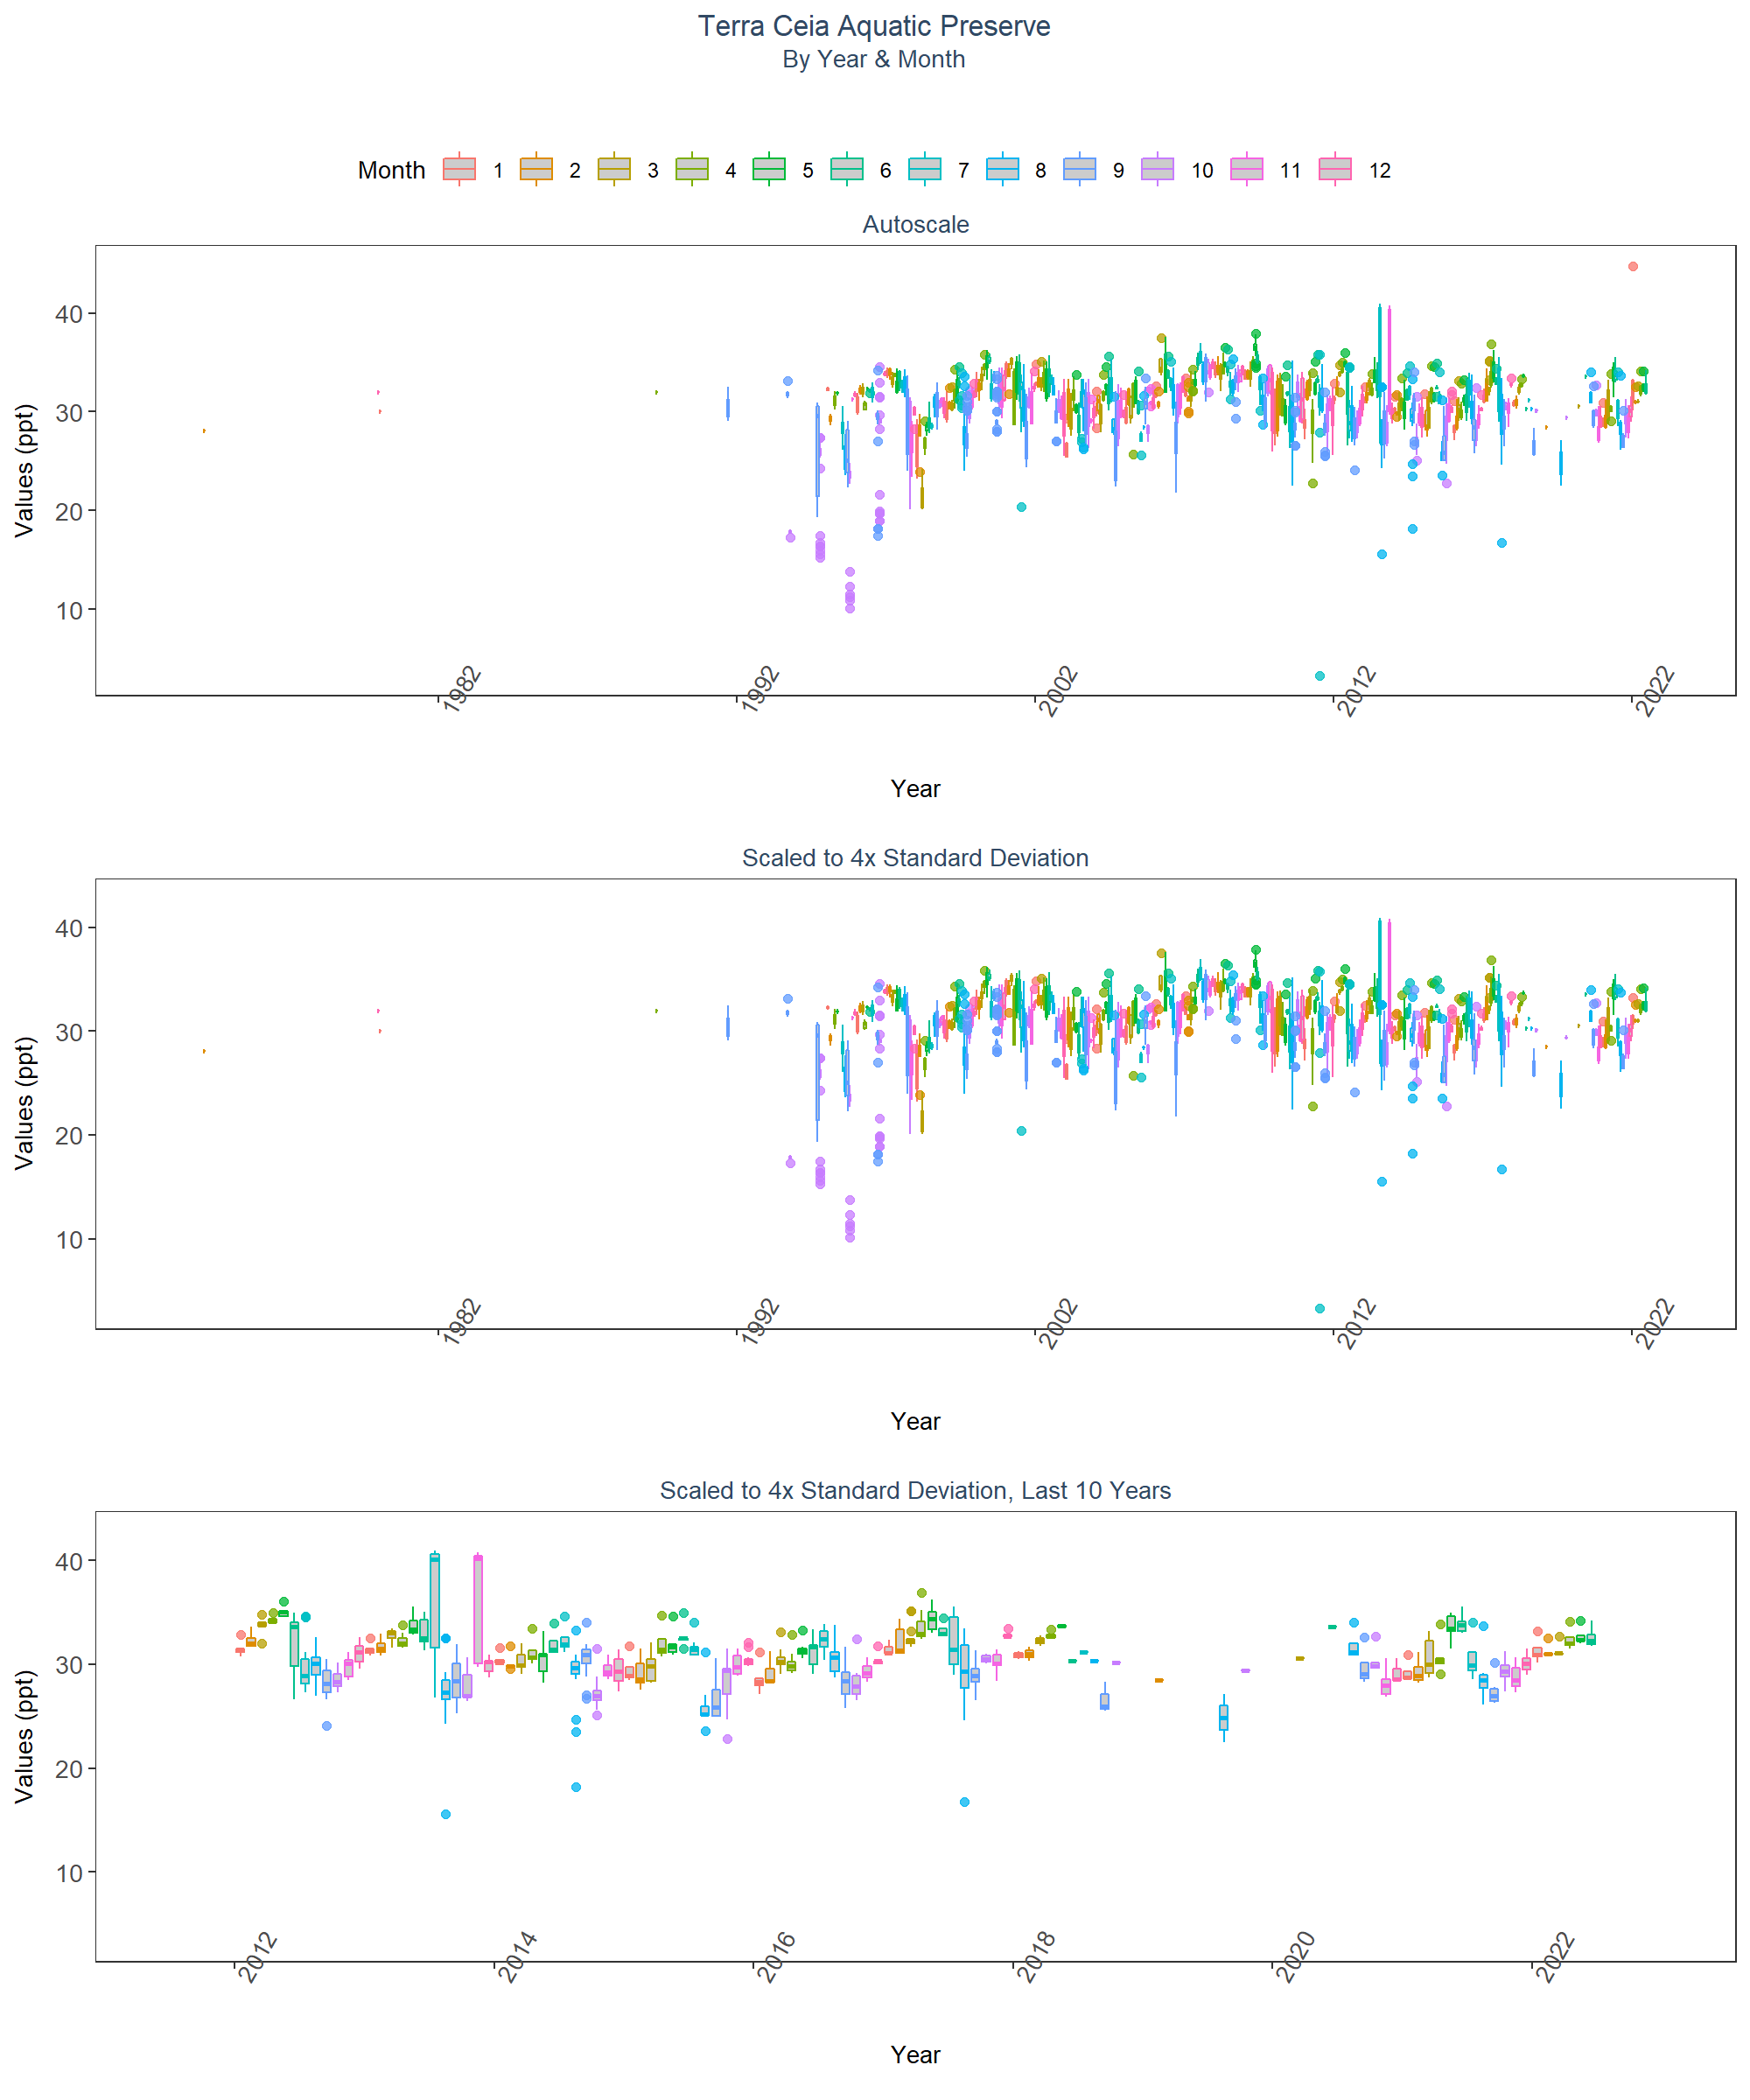 Terra Ceia Aquatic Preserve
By Year & Month
Month 1 2 3 4 5 6 7 8 9 10 11 12
Autoscale
Values (ppt)
40
30
20
10
1982 1992 2002 2012 2022
Year
Scaled to 4x Standard Deviation
Values (ppt)
40
30
20
10
1982 1992 2002 2012 2022
Year
Scaled to 4x Standard Deviation, Last 10 Years
Values (ppt)
40
30
20
10
2012 2014 2016 2018 2020 2022
Year